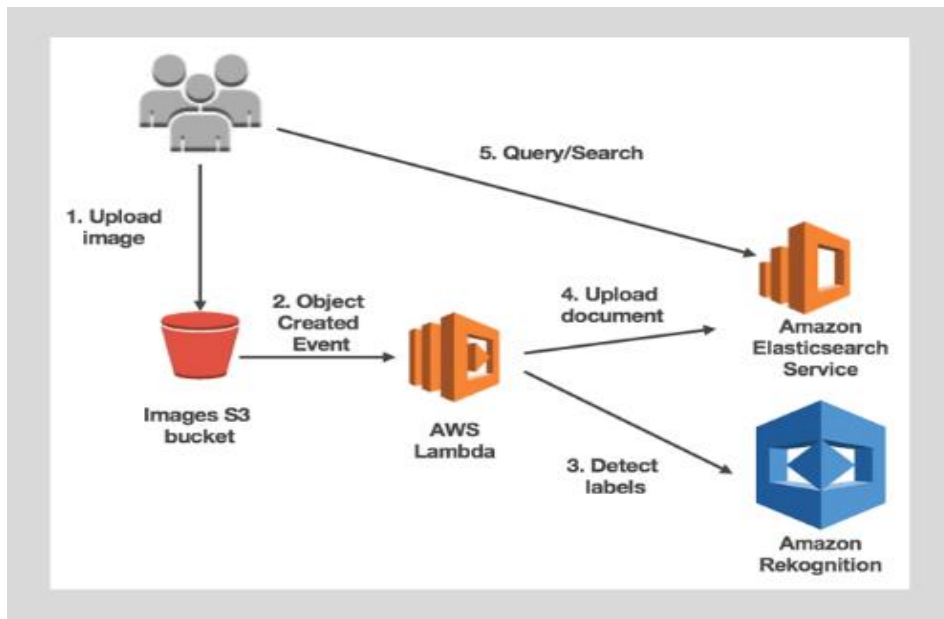 5. Query/Search
1. Upload
image
2. Object
Created
Event
4. Upload
document
Amazon
Elasticsearch
Service
Images S3
bucket
AWS
Lambda
3. Detect
labels
Amazon
Rekognition